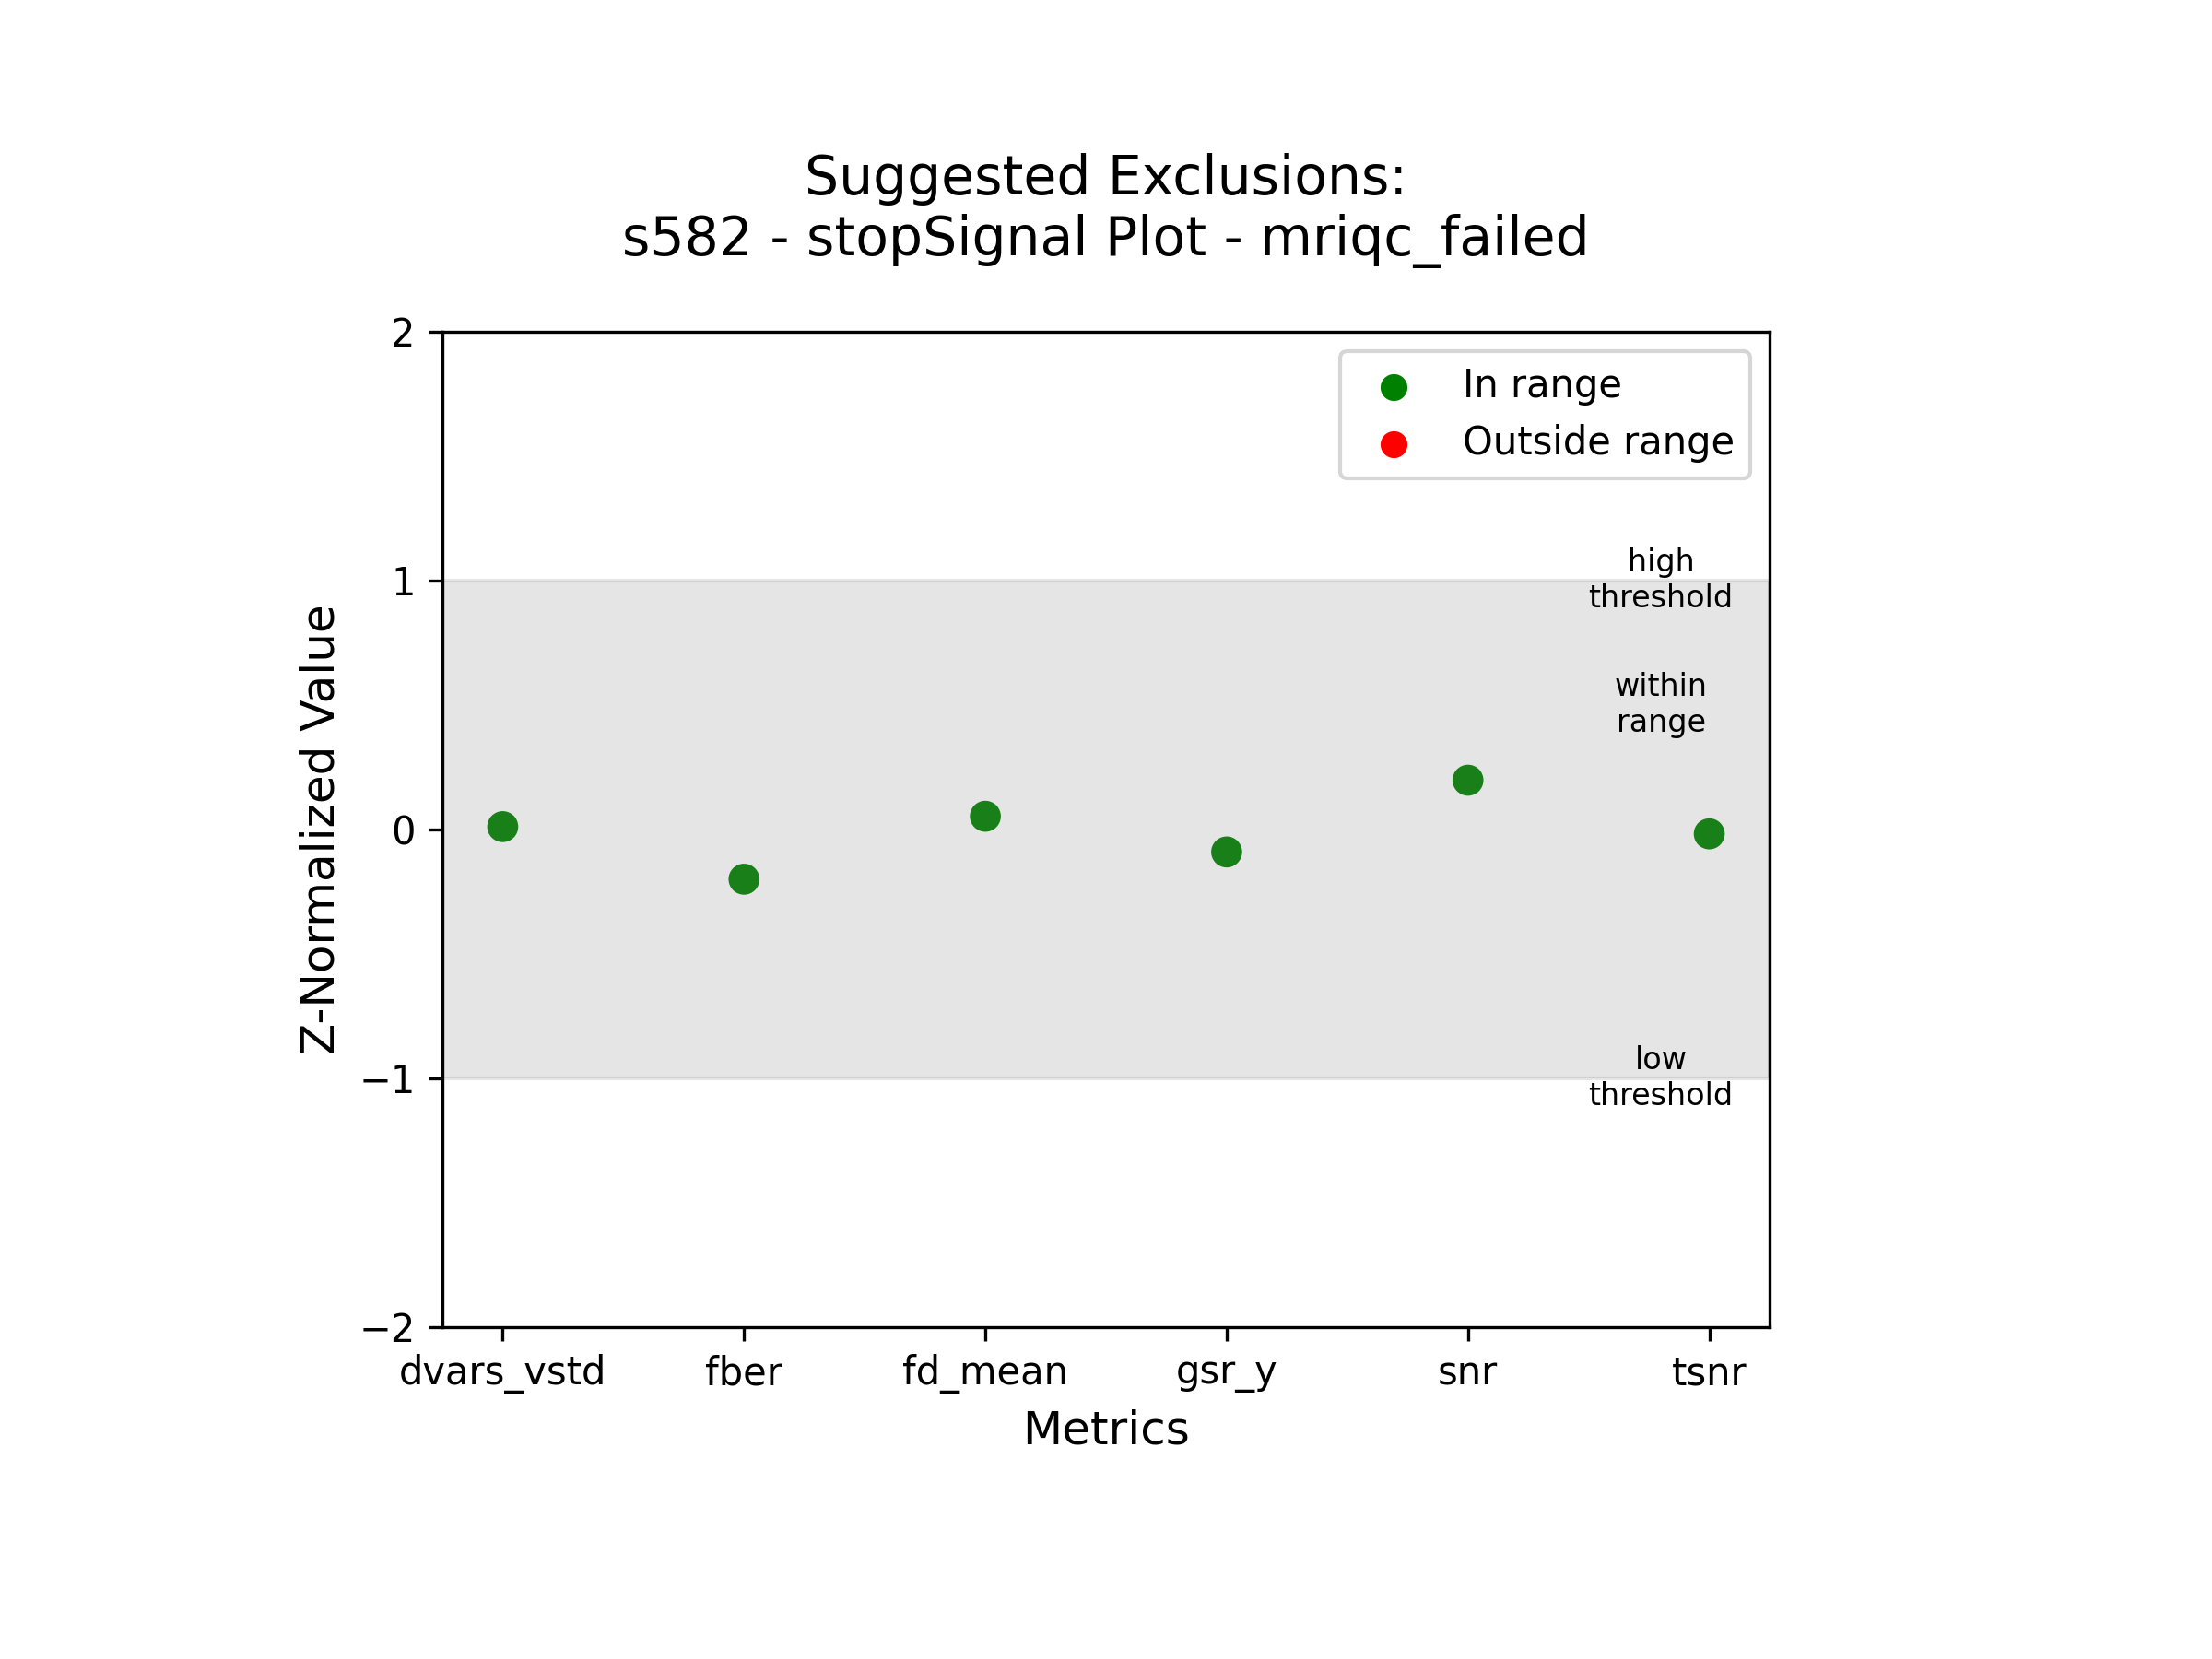 Suggested Exclusions:
s582 - stopSignal Plot - mriqc_failed
2
In range
Outside range
high
threshold
1
within
range
Z-Normalized Value
0
low
threshold
−1
−2
dvars_vstd fber fd_mean gsr_y snr tsnr
Metrics